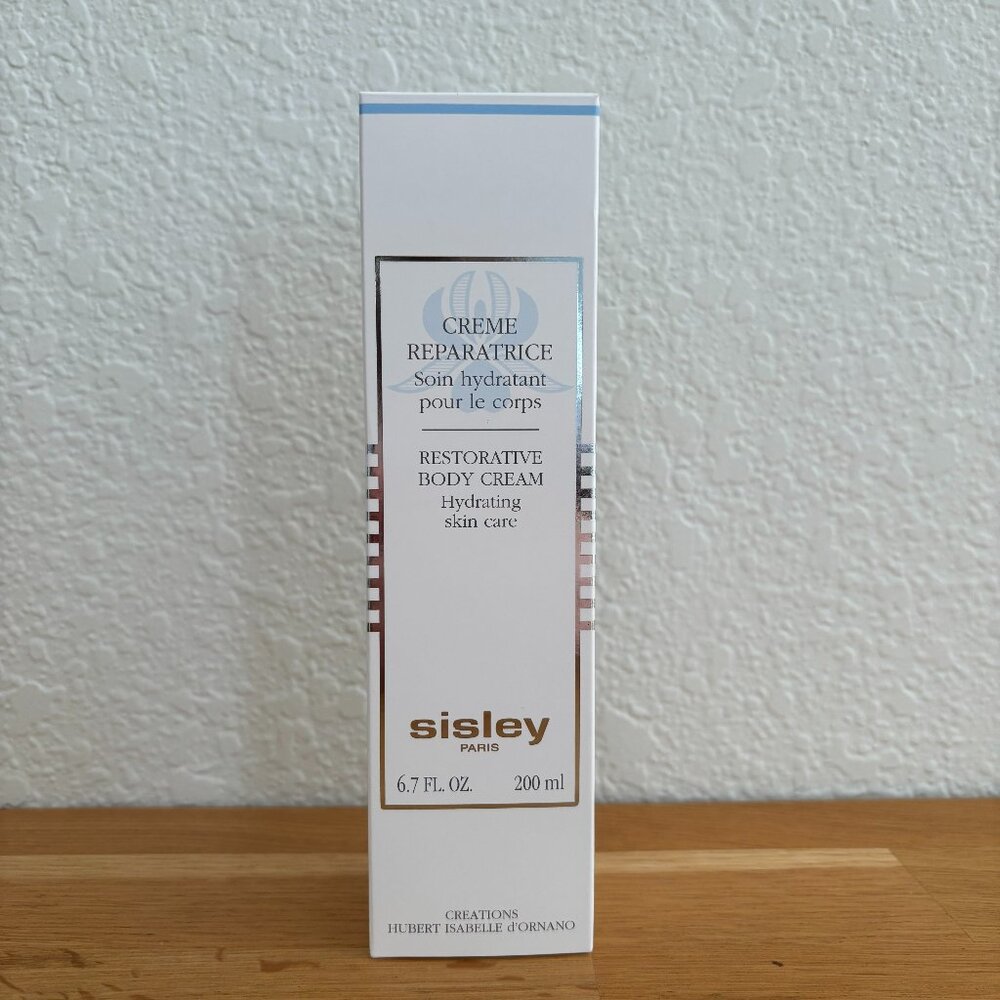 CREME
REPARATRICE
Soin hydratant
pour le corps
RESTORATIVE
BODY CREAM
Hydrating
skin care
sisley
PARIS
6.7 FL. OZ. 200 ml
CREATIONS
HUBERT ISABELLE d'ORNANO